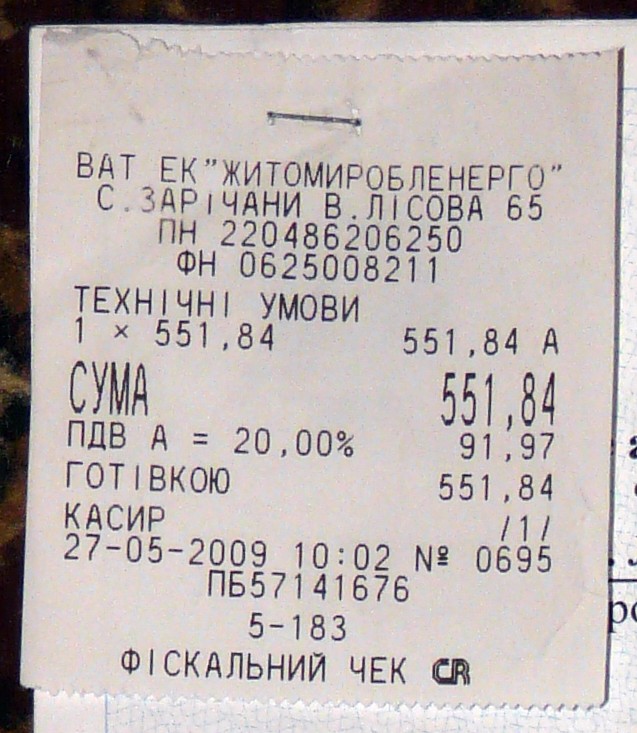 ВАТ ЕК"ЖИТОМИРОБЛЕНЕРГО"
С.ЗАРІЧАНИ В.ЛІСОВА 65
ПН 220486206250
ФН 0625008211
ТЕХНІЧНІ УМОВИ
1 × 551,84 551,84 А
СУМА 551,84
ПДВ А = 20,00% 91,97
ГОТІВКОЮ 551,84
КАСИР /1/
27-05-2009 10:02 № 0695
ПБ57141676
5-183
ФІСКАЛЬНИЙ ЧЕК CR